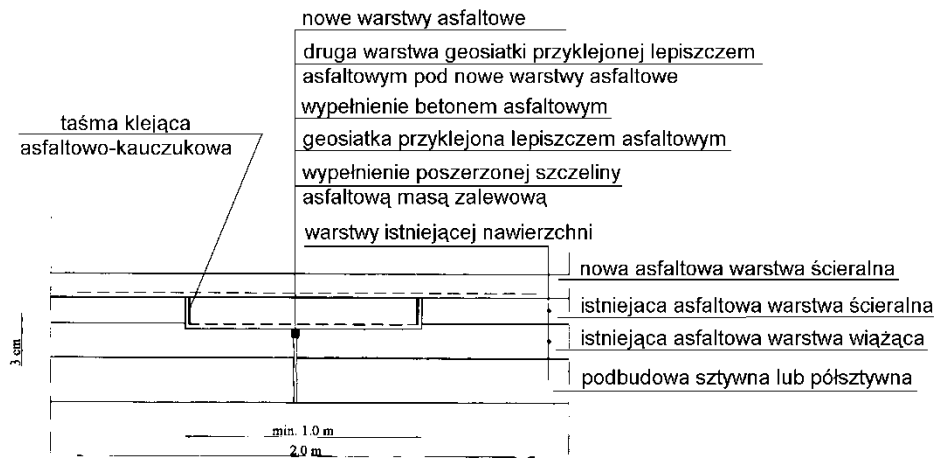 nowe warstwy asfaltowe
druga warstwa geosiatki przyklejonej lepiszczem
asfaltowym pod nowe warstwy asfaltowe
wypełnienie betonem asfaltowym
taśma klejąca
asfaltowo-kauczukowa
geosiatka przyklejona lepiszczem asfaltowym
wypełnienie poszerzonej szczeliny
asfaltową masą zalewową
warstwy istniejącej nawierzchni
nowa asfaltowa warstwa ścieralna
istniejaca asfaltowa warstwa ścieralna
istniejąca asfaltowa warstwa wiążąca
podbudowa sztywna lub półsztywna
3 cm
min. 1.0 m
2.0 m